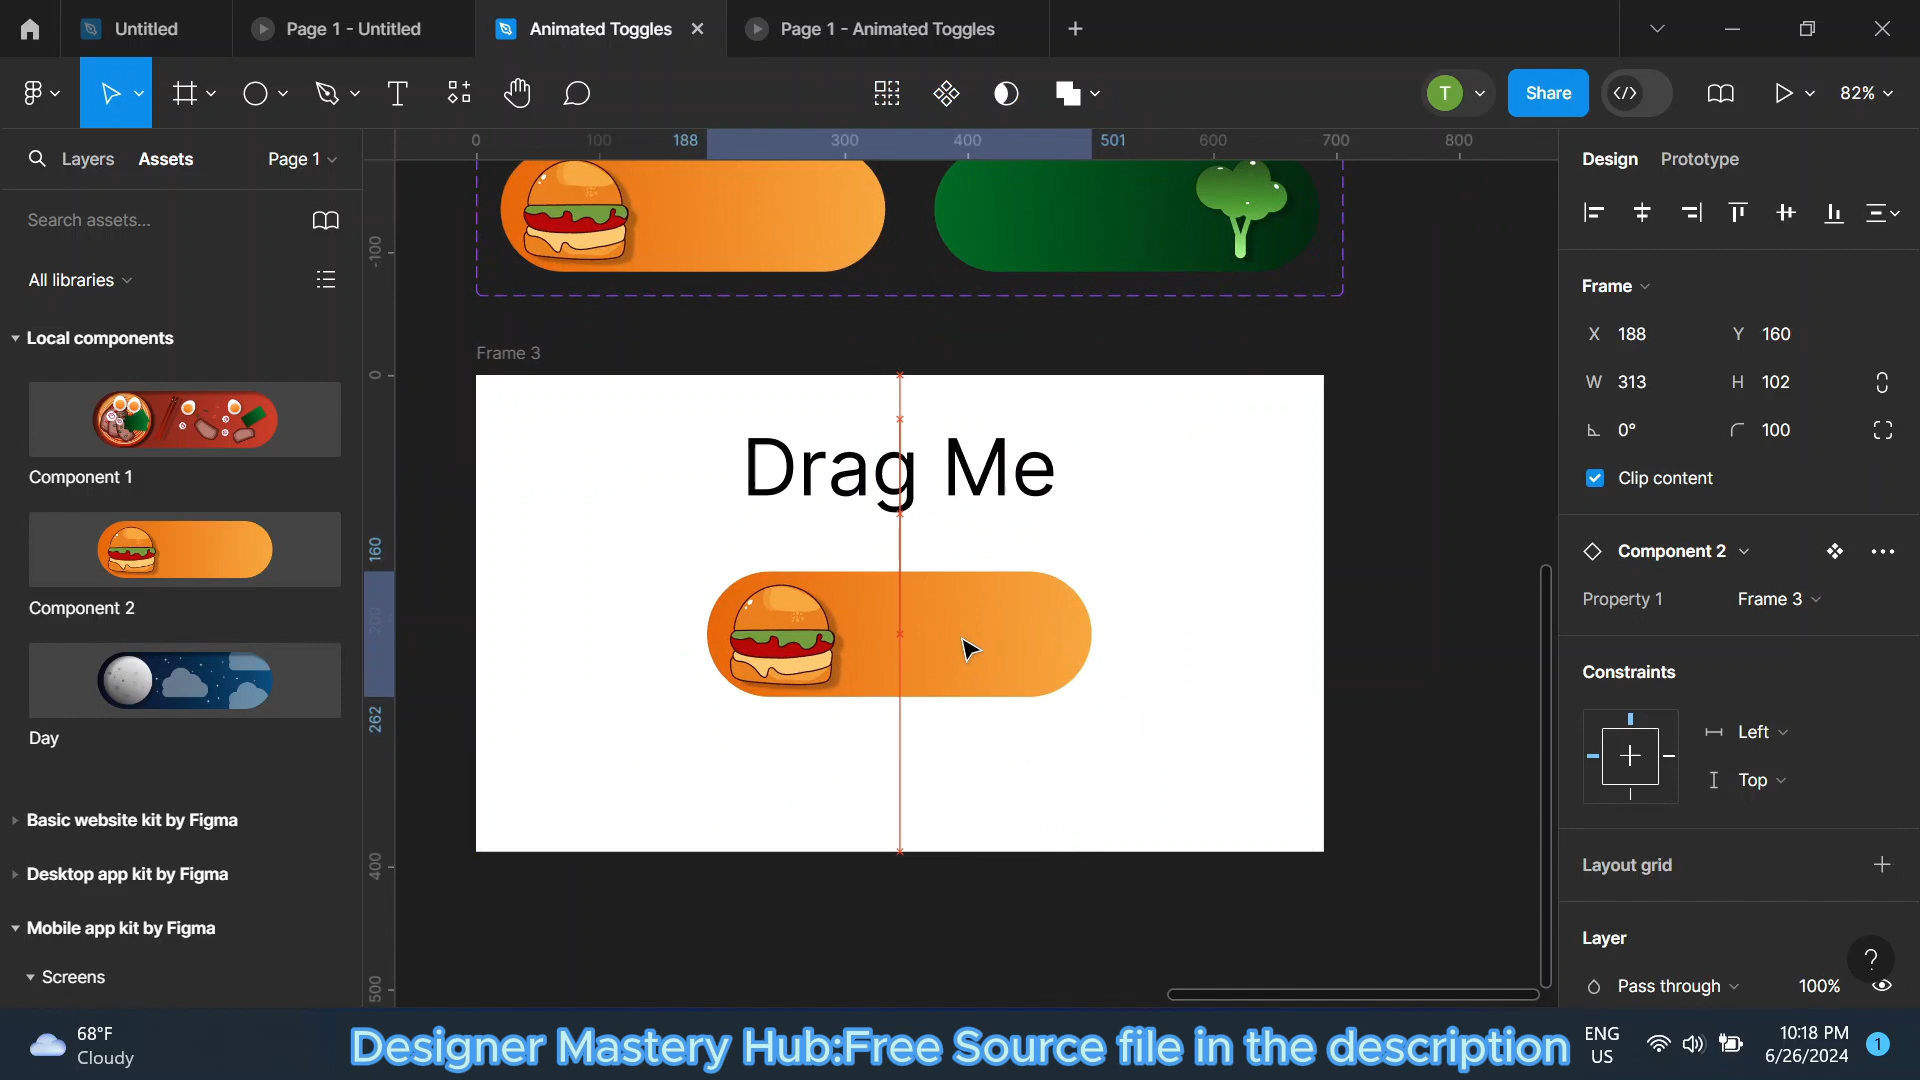 Untitled
Page 1 - Untitled
Animated Toggles
Page 1 - Animated Toggles
T
Share
82%
Layers
Assets
Page 1
0
100
188
300
400
501
600
700
800
Design
Prototype
Search assets...
-100
All libraries
Frame
Local components
X 188
Y 160
Frame 3
0
W 313
H 102
0°
100
Drag Me
Component 1
Clip content
160
Component 2
Property 1
Frame 3
Component 2
Constraints
262
Left
Day
Top
Basic website kit by Figma
400
Layout grid
Desktop app kit by Figma
Mobile app kit by Figma
Layer
Screens
500
Pass through
100%
?
68°F
Cloudy
Designer Mastery Hub:Free Source file in the description
ENG
US
10:18 PM
6/26/2024
1